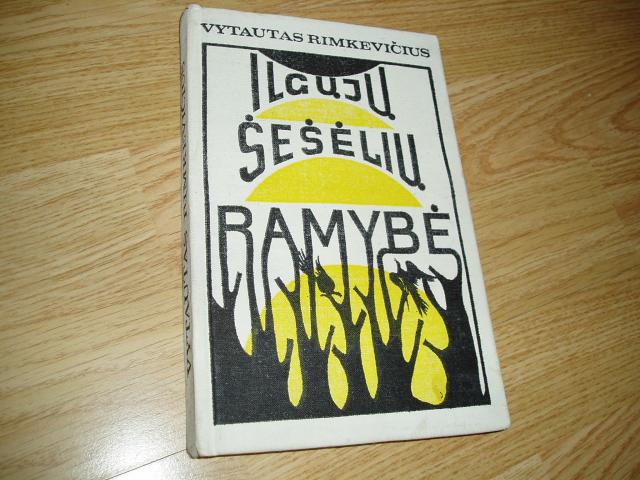 VYTAUTAS RIMKEVIČIUS
ILGŲJŲ
ŠEŠĖLIŲ
RAMYBĖ
VYTAUTAS RIMKEVIČIUS